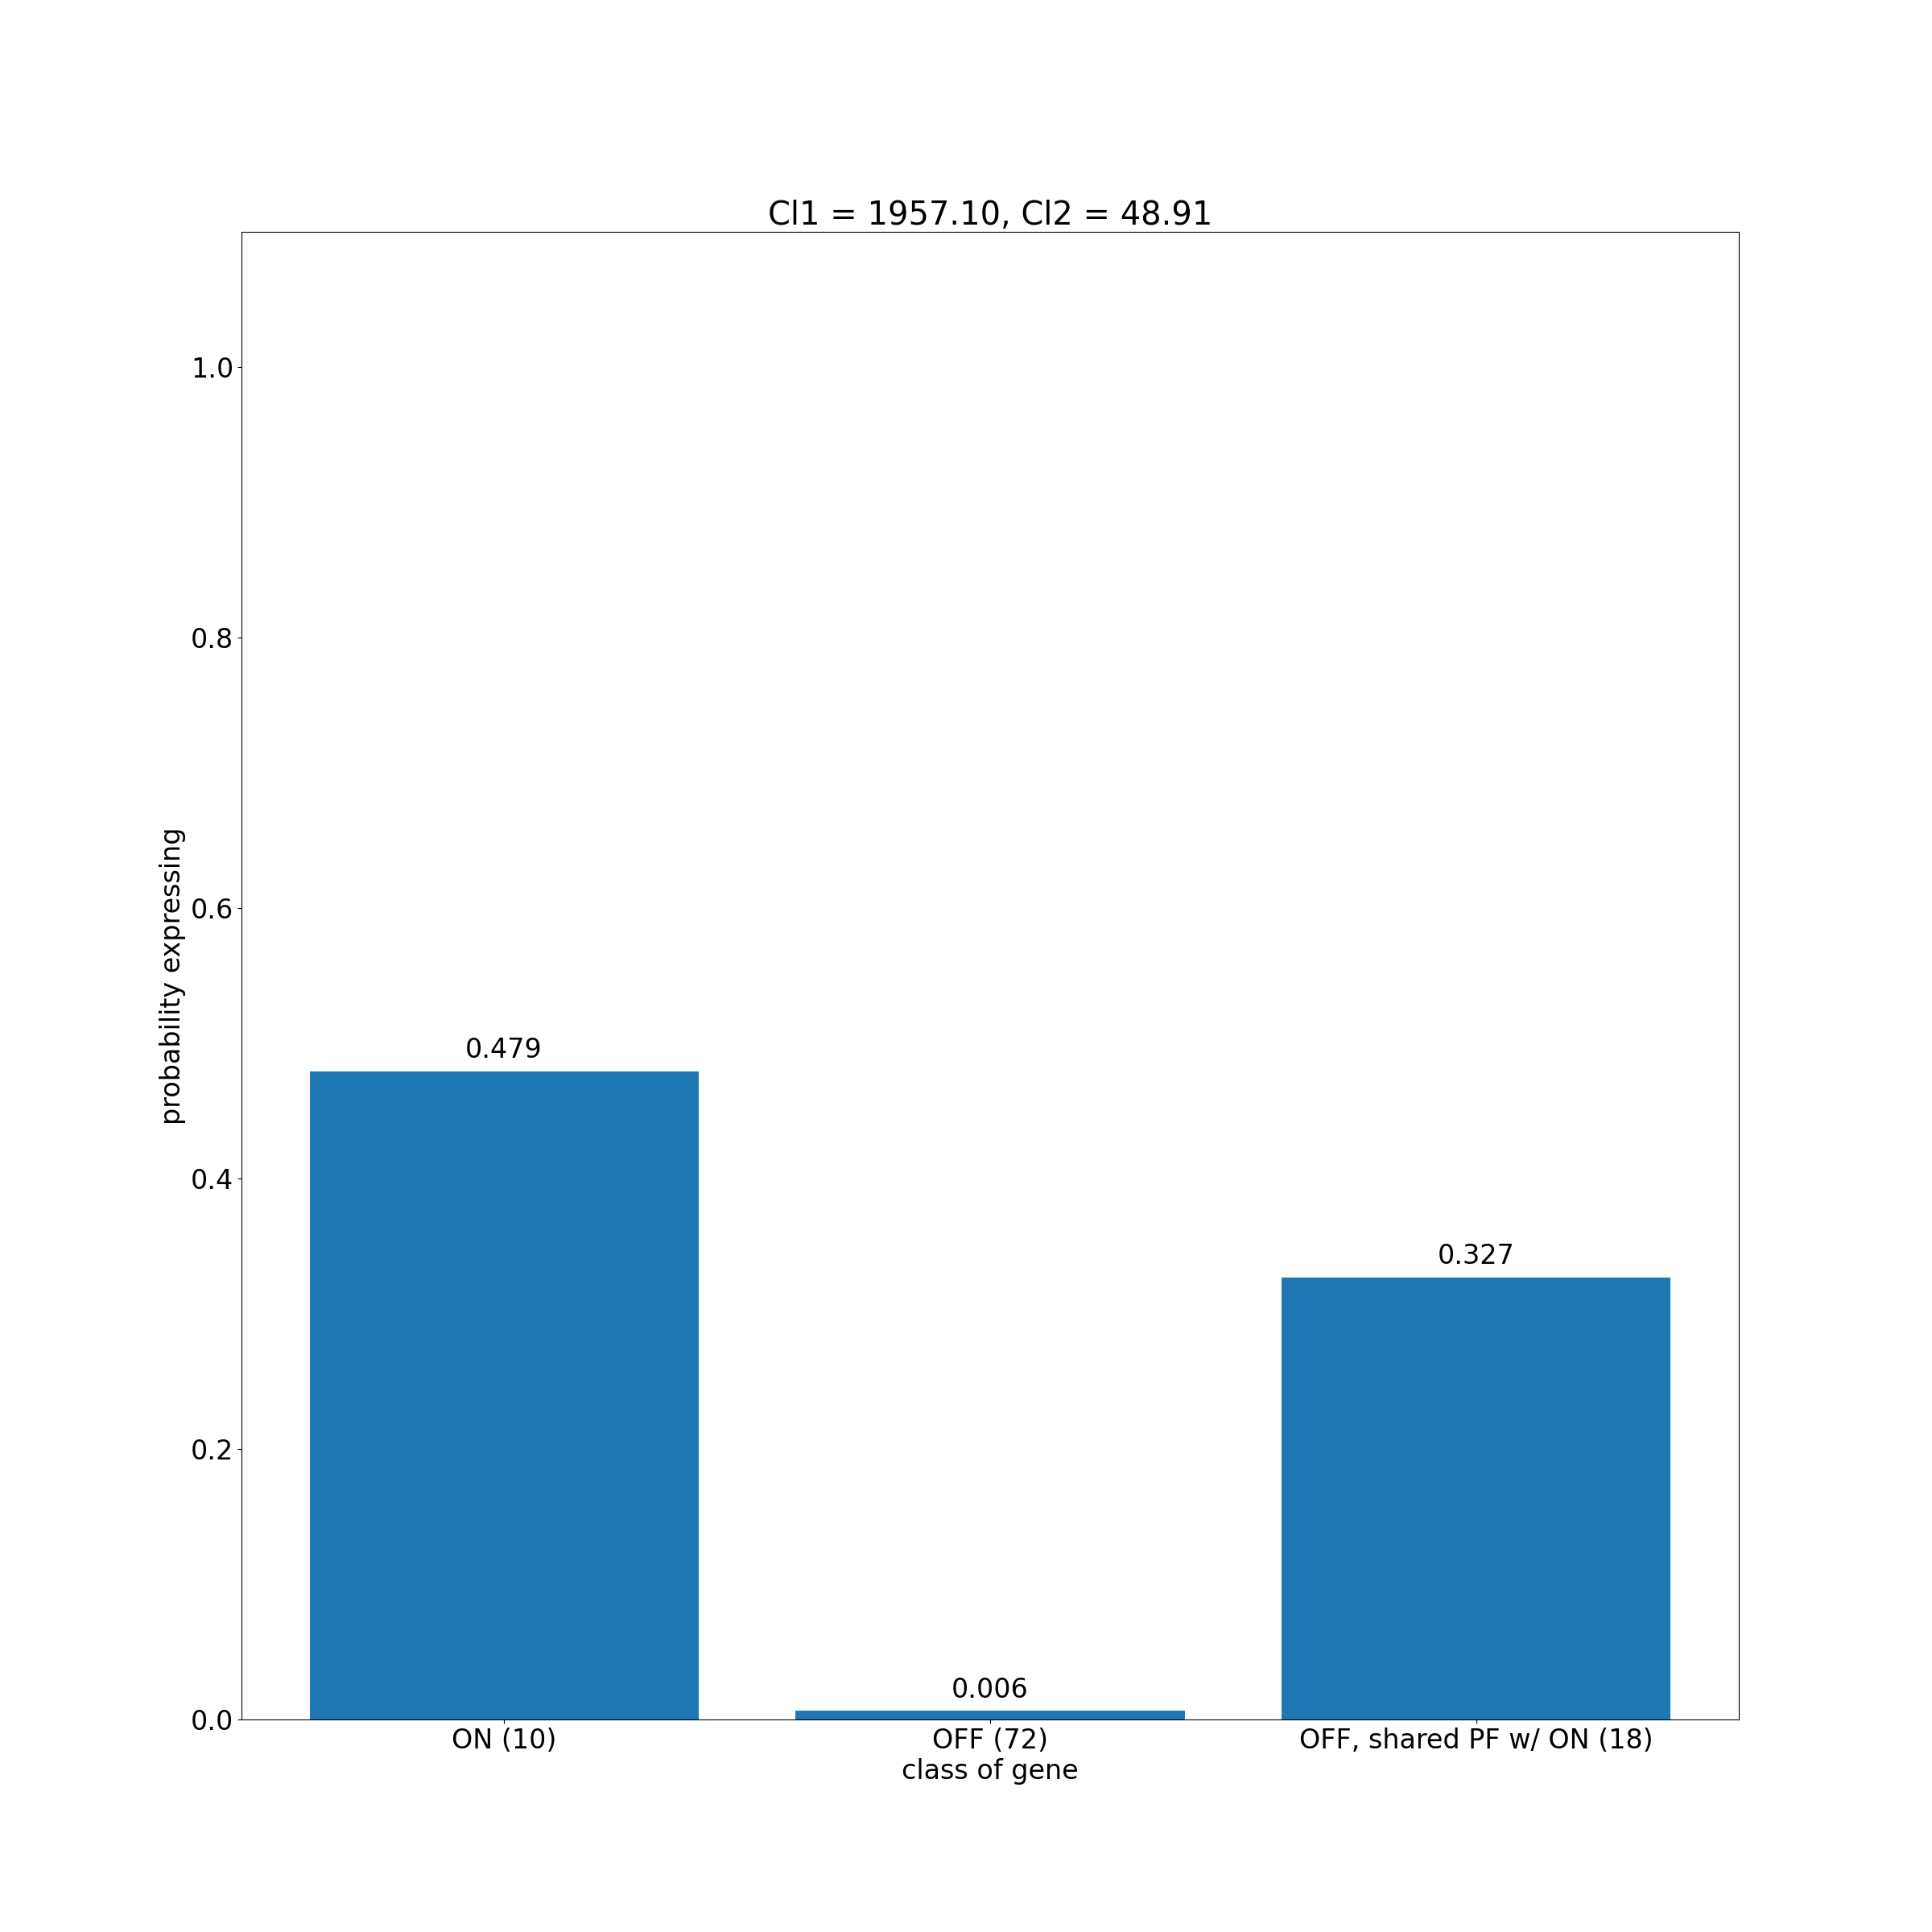 Cl1 = 1957.10, Cl2 = 48.91
1.0
0.8
0.6
0.4
0.2
0.0
probability expressing
0.479
0.006
0.327
ON (10)
OFF (72)
OFF, shared PF w/ ON (18)
class of gene